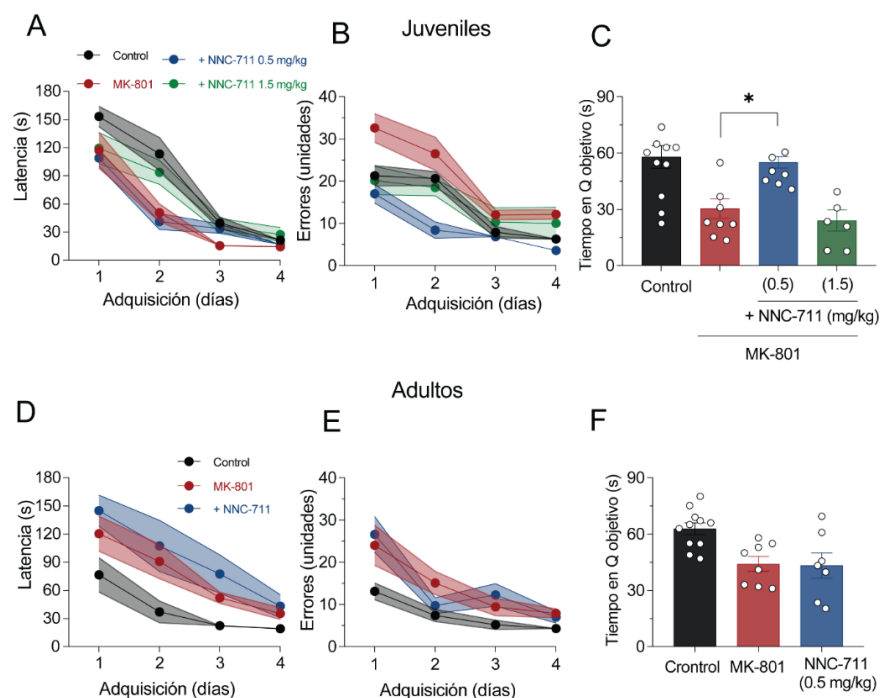 A
B
Juveniles
C
Control
+ NNC-711 0.5 mg/kg
MK-801
+ NNC-711 1.5 mg/kg
Latencia (s)
180
150
120
90
60
30
0
1 2 3 4
Adquisición (días)
Errores (unidades)
40
30
20
10
0
1 2 3 4
Adquisición (días)
Tiempo en Q objetivo (s)
90
60
30
0
*
Control
(0.5) (1.5)
+ NNC-711 (mg/kg)
MK-801
Adultos
D
E
F
Control
MK-801
+ NNC-711
Latencia (s)
180
150
120
90
60
30
0
1 2 3 4
Adquisición (días)
Errores (unidades)
40
30
20
10
0
1 2 3 4
Adquisición (días)
Tiempo en Q objetivo (s)
90
60
30
0
Crontrol
MK-801
NNC-711
(0.5 mg/kg)